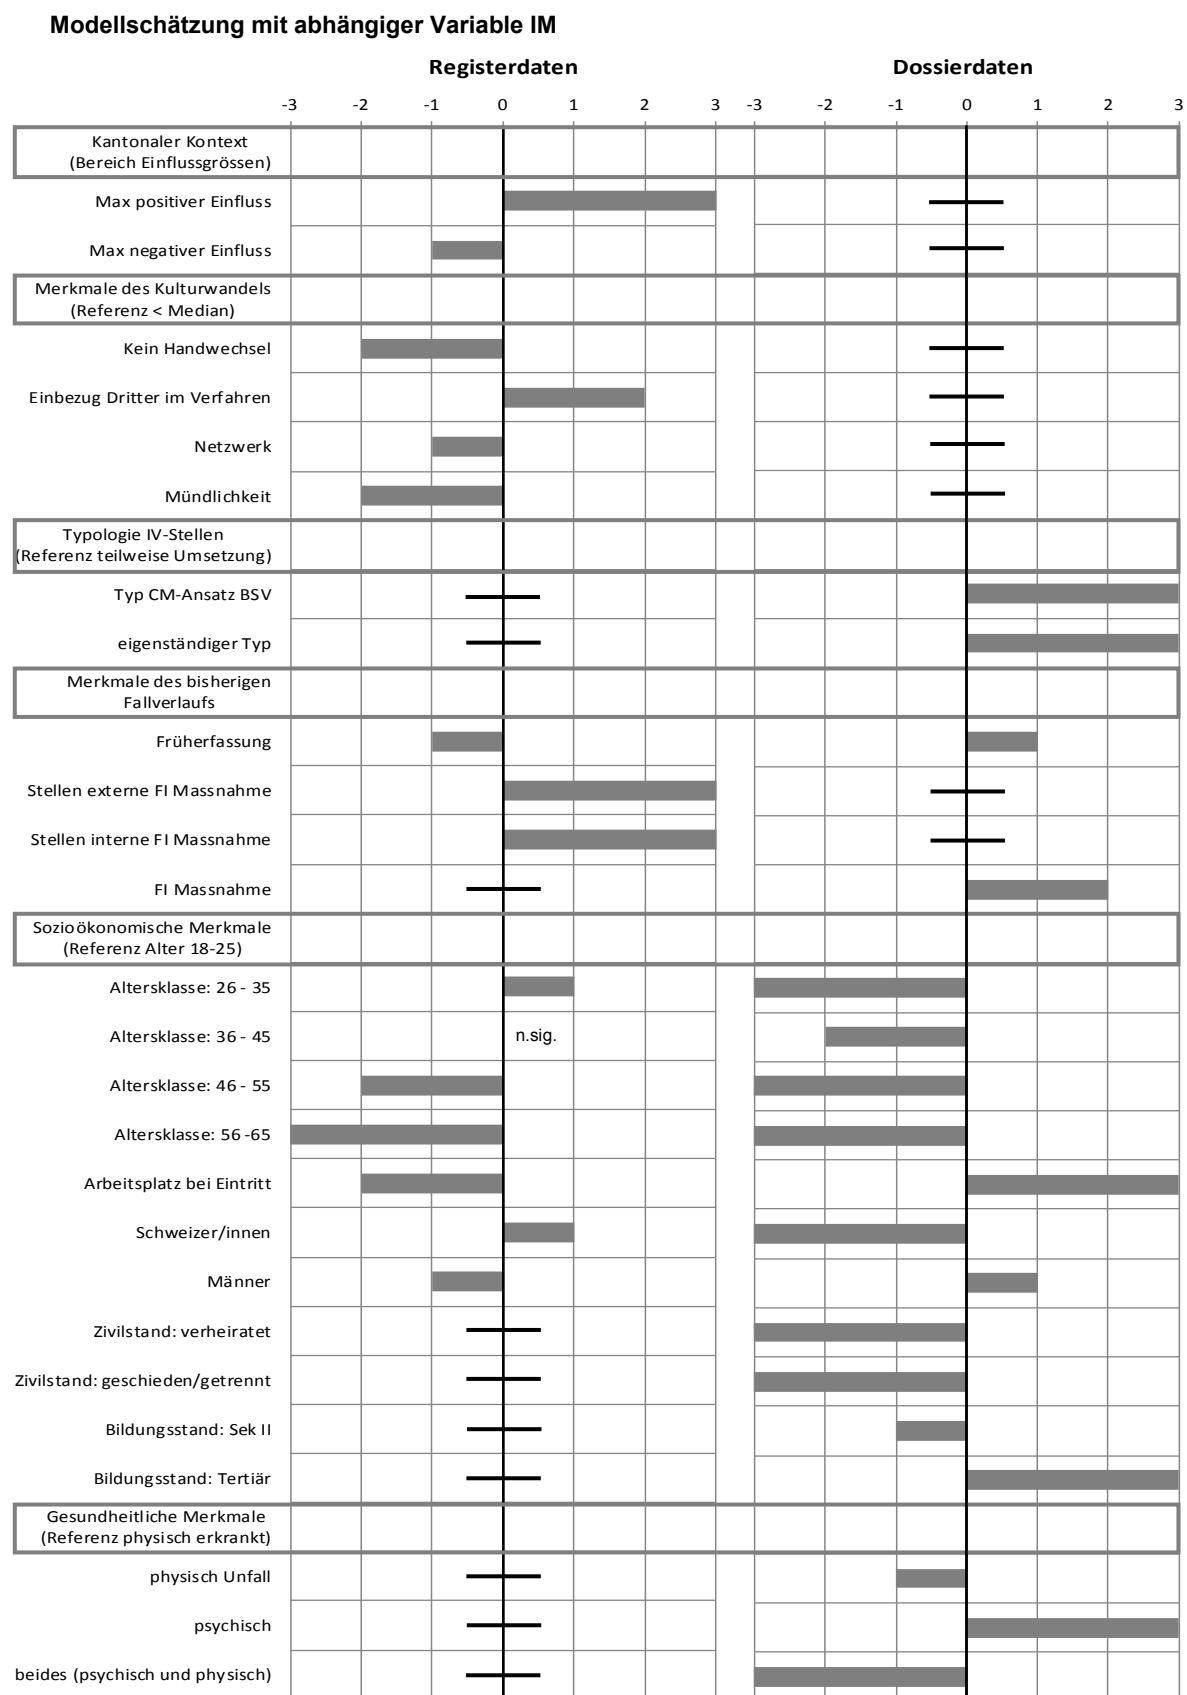 Modellschätzung mit abhängiger Variable IM
Registerdaten Dossierdaten
-3 -2 -1 0 1 2 3 -3 -2 -1 0 1 2 3
Kantonaler Kontext
(Bereich Einflussgrössen)
Max positiver Einfluss
Max negativer Einfluss
Merkmale des Kulturwandels
(Referenz < Median)
Kein Handwechsel
Einbezug Dritter im Verfahren
Netzwerk
Mündlichkeit
Typologie IV-Stellen
(Referenz teilweise Umsetzung)
Typ CM-Ansatz BSV
eigenständiger Typ
Merkmale des bisherigen
Fallverlaufs
Früherfassung
Stellen externe FI Massnahme
Stellen interne FI Massnahme
FI Massnahme
Sozioökonomische Merkmale
(Referenz Alter 18-25)
Altersklasse: 26 - 35
Altersklasse: 36 - 45 n.sig.
Altersklasse: 46 - 55
Altersklasse: 56 -65
Arbeitsplatz bei Eintritt
Schweizer/innen
Männer
Zivilstand: verheiratet
Zivilstand: geschieden/getrennt
Bildungsstand: Sek II
Bildungsstand: Tertiär
Gesundheitliche Merkmale
(Referenz physisch erkrankt)
physisch Unfall
psychisch
beides (psychisch und physisch)